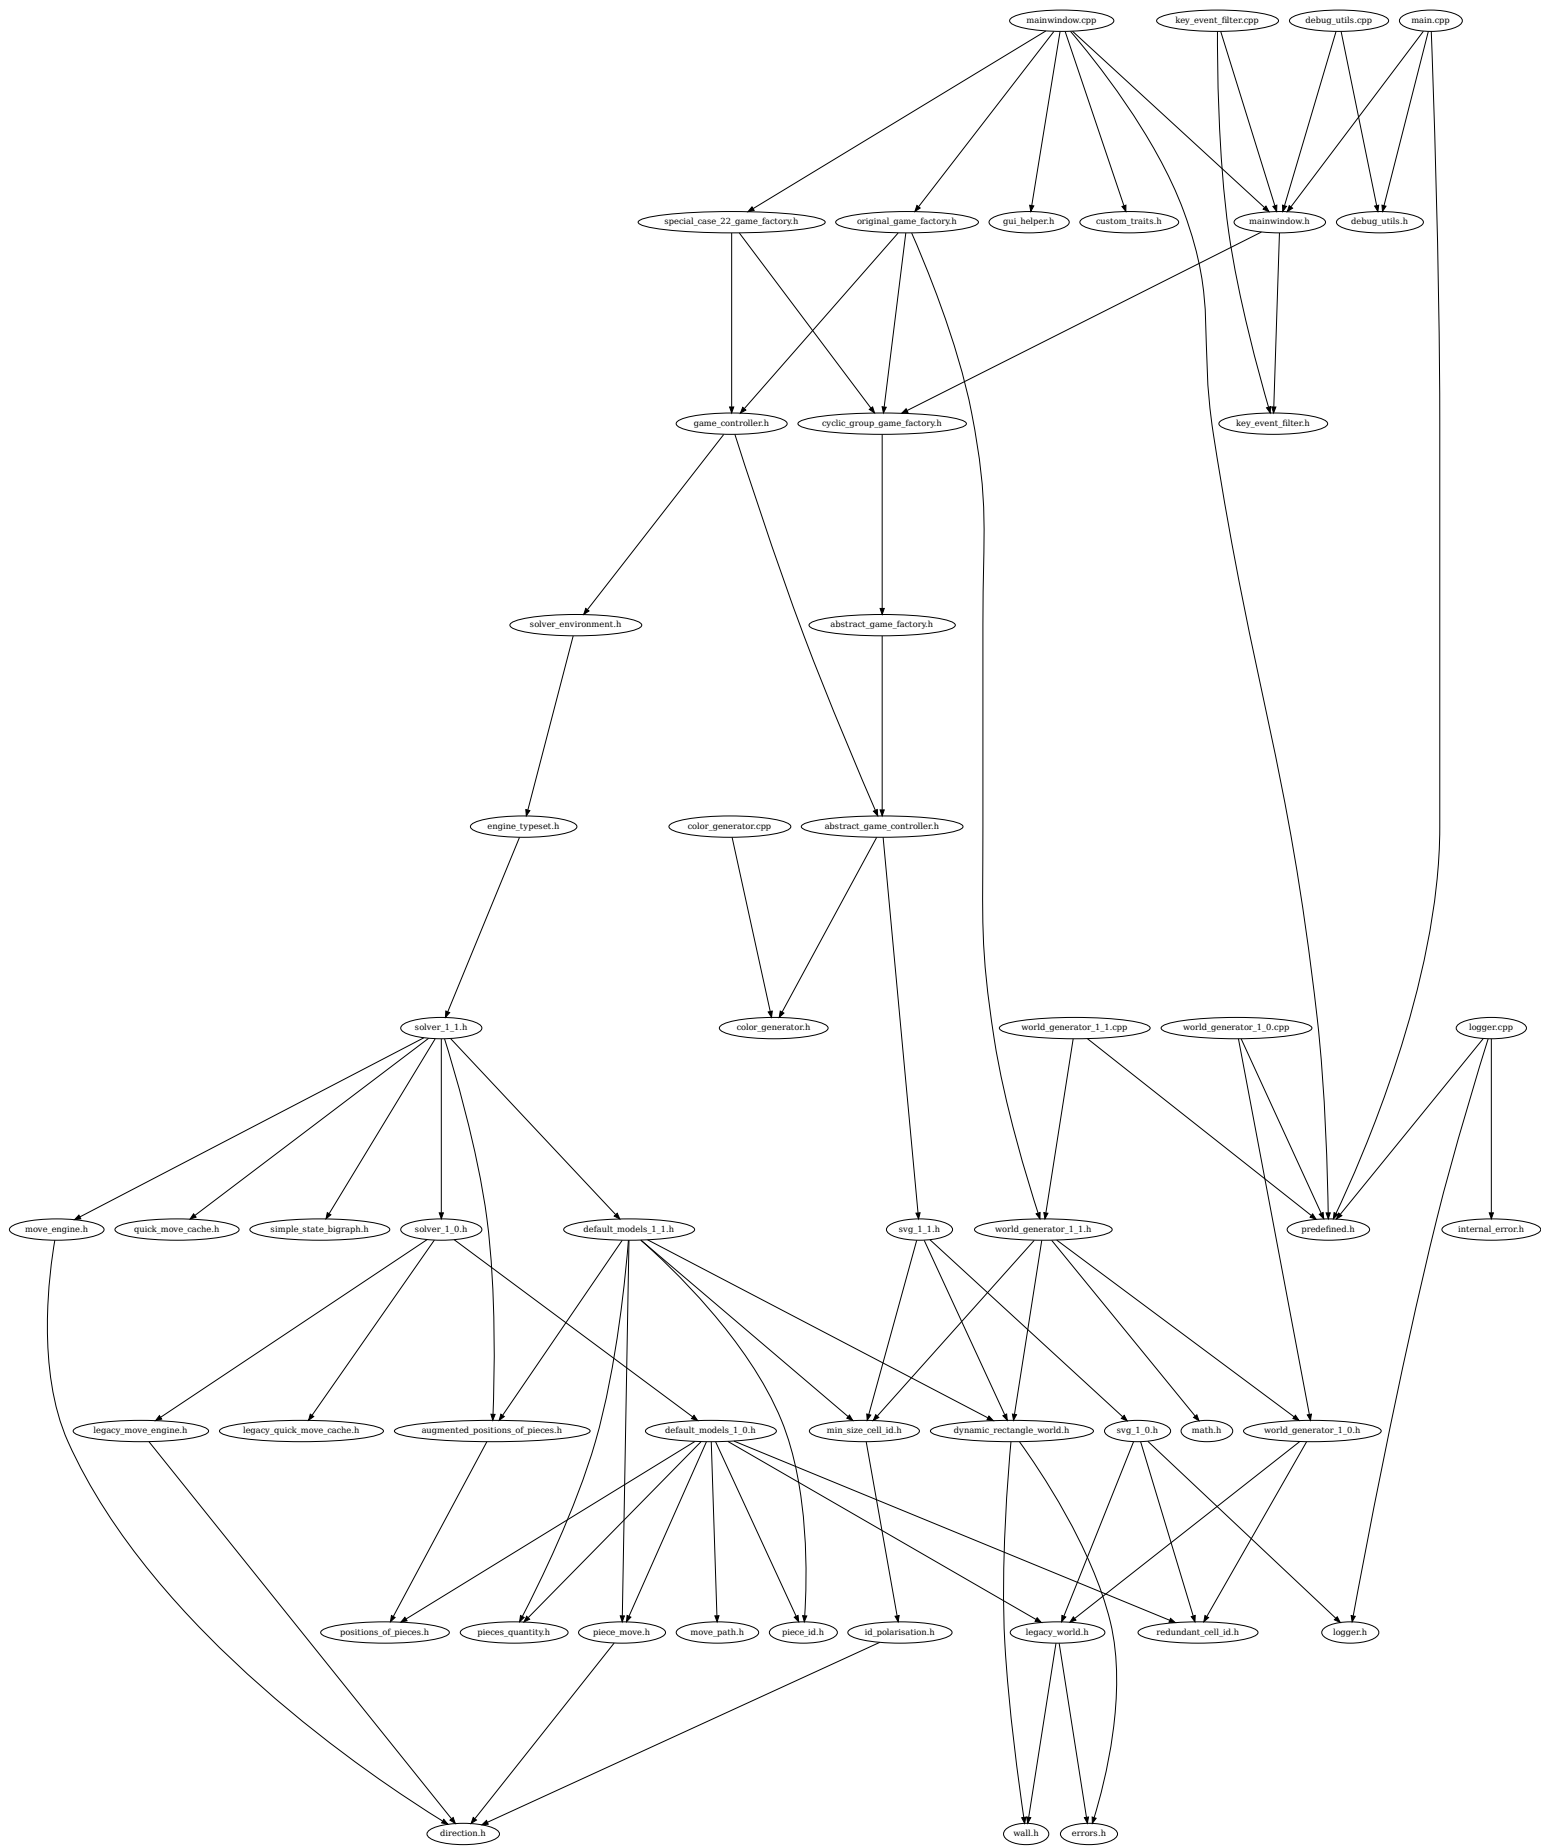 mainwindow.cpp
key_event_filter.cpp
debug_utils.cpp
main.cpp
special_case_22_game_factory.h
original_game_factory.h
gui_helper.h
custom_traits.h
mainwindow.h
debug_utils.h
game_controller.h
cyclic_group_game_factory.h
key_event_filter.h
solver_environment.h
abstract_game_factory.h
engine_typeset.h
color_generator.cpp
abstract_game_controller.h
solver_1_1.h
color_generator.h
world_generator_1_1.cpp
world_generator_1_0.cpp
logger.cpp
move_engine.h
quick_move_cache.h
simple_state_bigraph.h
solver_1_0.h
default_models_1_1.h
svg_1_1.h
world_generator_1_1.h
predefined.h
internal_error.h
legacy_move_engine.h
legacy_quick_move_cache.h
augmented_positions_of_pieces.h
default_models_1_0.h
min_size_cell_id.h
dynamic_rectangle_world.h
svg_1_0.h
math.h
world_generator_1_0.h
positions_of_pieces.h
pieces_quantity.h
piece_move.h
move_path.h
piece_id.h
id_polarisation.h
legacy_world.h
redundant_cell_id.h
logger.h
direction.h
wall.h
errors.h